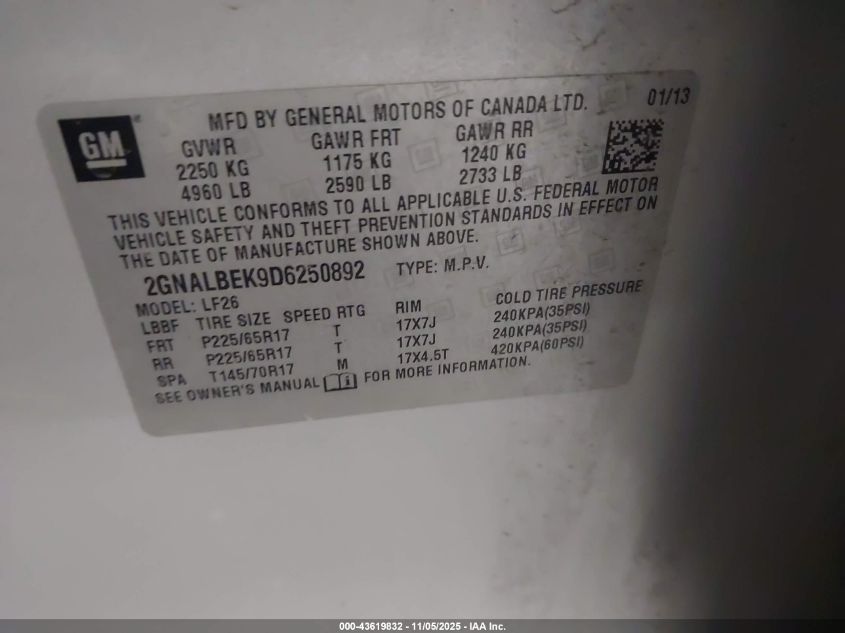 MFD BY GENERAL MOTORS OF CANADA LTD. 01/13
GM
GVWR GAWR FRT GAWR RR
2250 KG 1175 KG 1240 KG
4960 LB 2590 LB 2733 LB
THIS VEHICLE CONFORMS TO ALL APPLICABLE U.S. FEDERAL MOTOR
VEHICLE SAFETY AND THEFT PREVENTION STANDARDS IN EFFECT ON
THE DATE OF MANUFACTURE SHOWN ABOVE.
2GNALBEK9D6250892 TYPE: M.P.V.
MODEL: LF26
LBBF TIRE SIZE SPEED RTG RIM COLD TIRE PRESSURE
FRT P225/65R17 T 17X7J 240KPA(35PSI)
RR P225/65R17 T 17X7J 240KPA(35PSI)
SPA T145/70R17 M 17X4.5T 420KPA(60PSI)
SEE OWNER'S MANUAL FOR MORE INFORMATION.
000-43619832 - 11/05/2025 - IAA Inc.